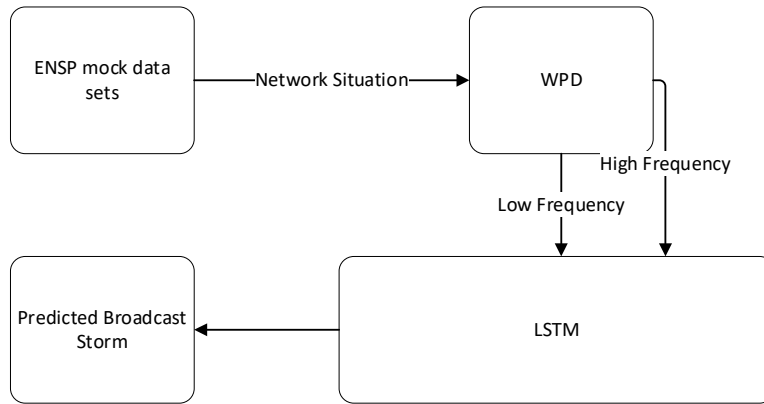 ENSP mock data
sets
Network Situation
WPD
High Frequency
Low Frequency
Predicted Broadcast
Storm
LSTM